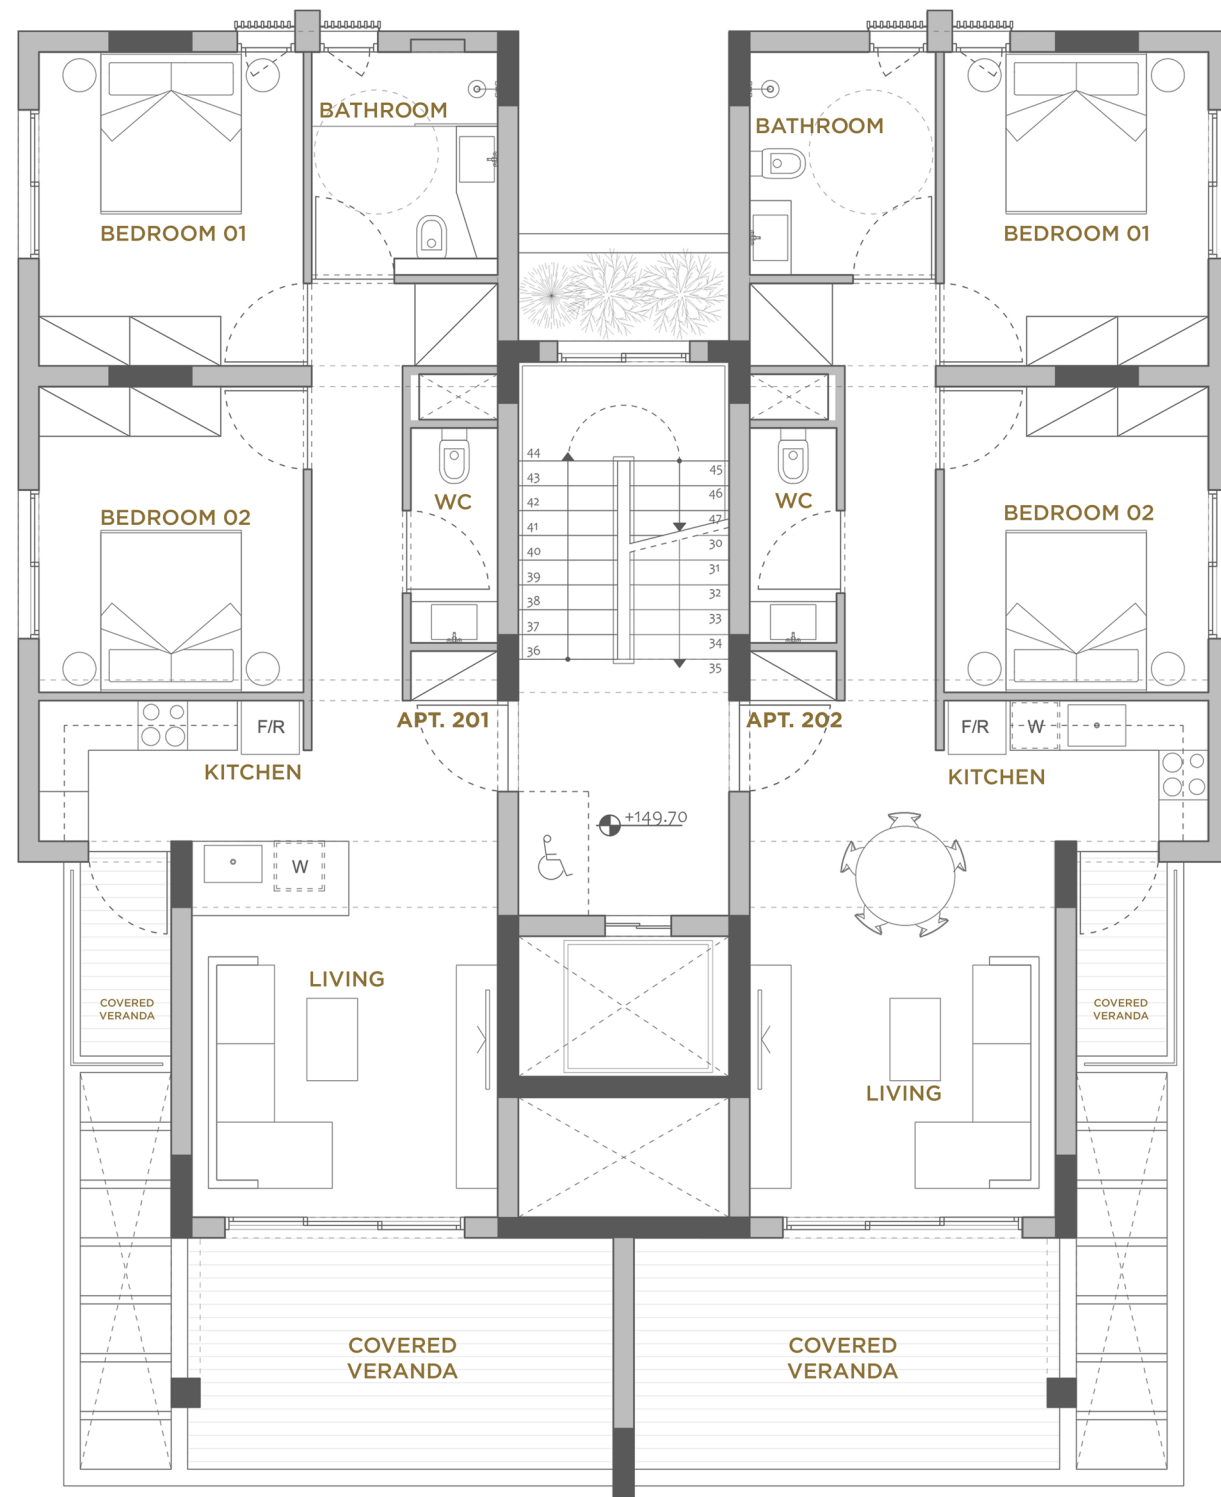 BATHROOM
BATHROOM
BEDROOM 01
BEDROOM 01
44
43
42
41
40
39
38
37
36
45
46
47
30
31
32
33
34
35
WC
WC
BEDROOM 02
BEDROOM 02
APT. 201
APT. 202
F/R
KITCHEN
F/R
W
KITCHEN
+149.70
W
LIVING
COVERED
VERANDA
COVERED
VERANDA
LIVING
COVERED
VERANDA
COVERED
VERANDA